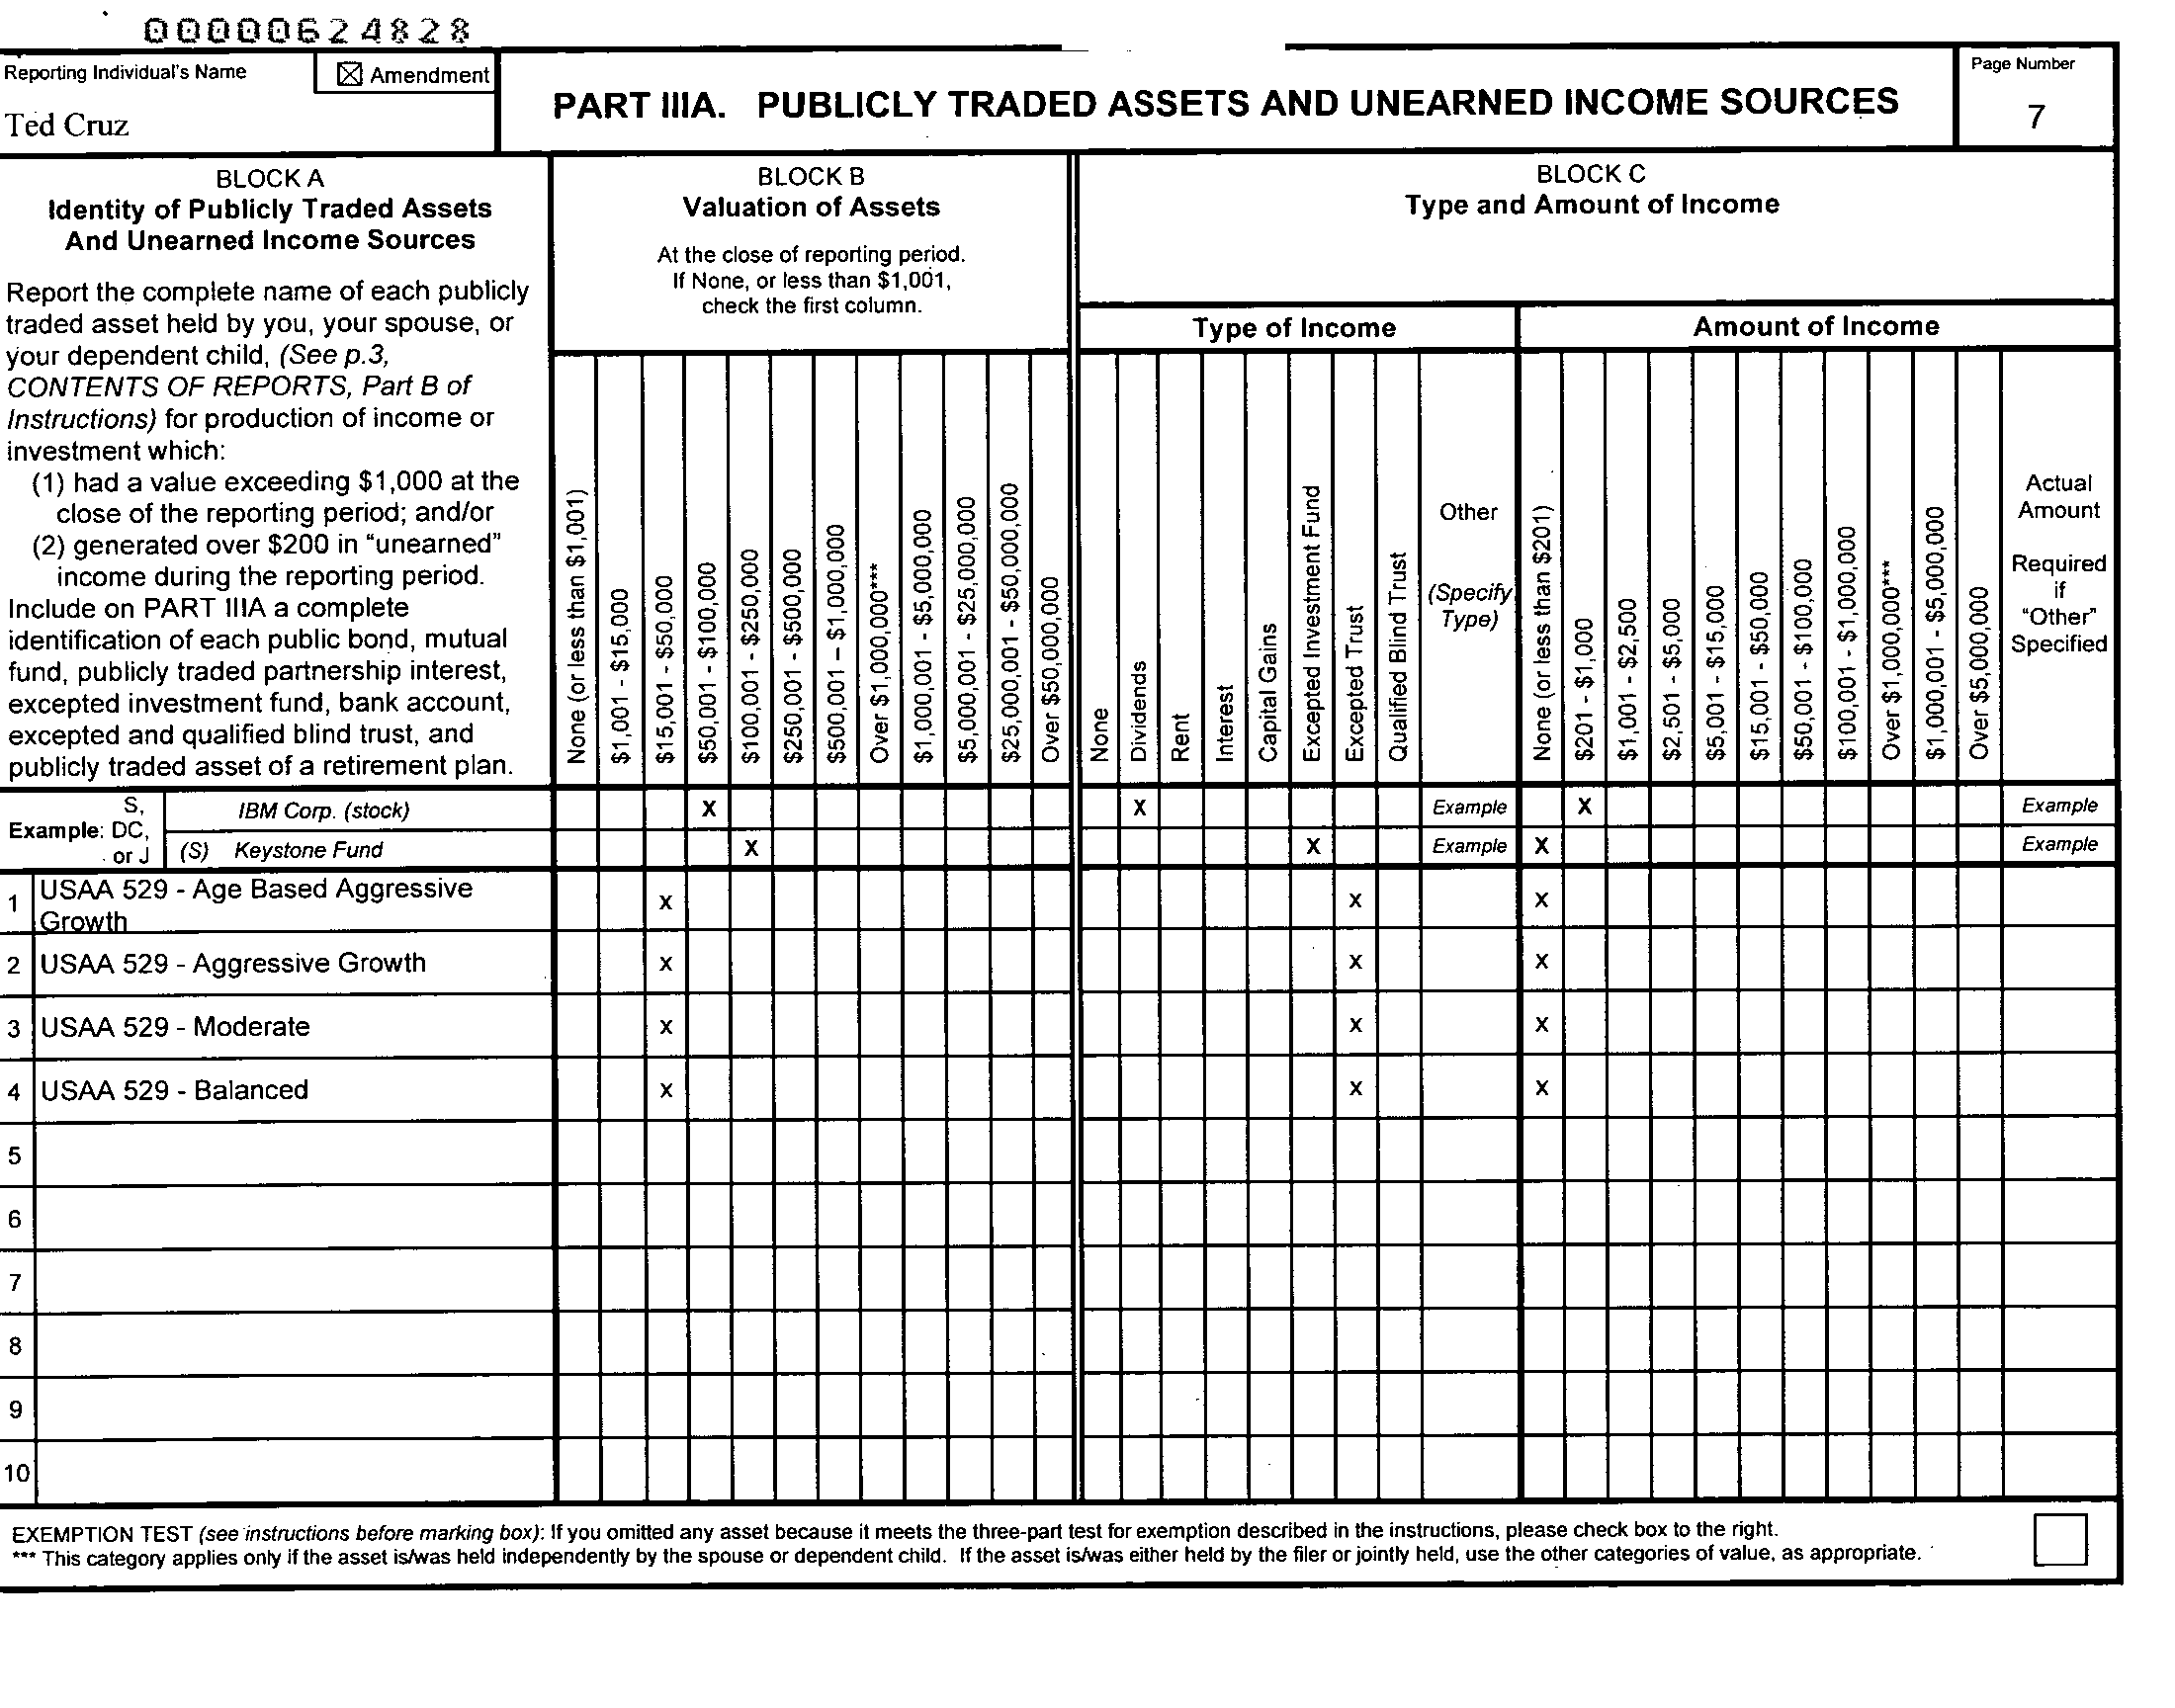 00000624828
Reporting Individual's Name
☒ Amendment
Ted Cruz
PART IIIA. PUBLICLY TRADED ASSETS AND UNEARNED INCOME SOURCES
Page Number
7
BLOCK A
Identity of Publicly Traded Assets
And Unearned Income Sources
Report the complete name of each publicly
traded asset held by you, your spouse, or
your dependent child, (See p.3,
CONTENTS OF REPORTS, Part B of
Instructions) for production of income or
investment which:
(1) had a value exceeding $1,000 at the
close of the reporting period; and/or
(2) generated over $200 in "unearned"
income during the reporting period.
Include on PART IIIA a complete
identification of each public bond, mutual
fund, publicly traded partnership interest,
excepted investment fund, bank account,
excepted and qualified blind trust, and
publicly traded asset of a retirement plan.
BLOCK B
Valuation of Assets
At the close of reporting period.
If None, or less than $1,001,
check the first column.
None (or less than $1,001)
$1,001 - $15,000
$15,001 - $50,000
$50,001 - $100,000
$100,001 - $250,000
$250,001 - $500,000
$500,001 – $1,000,000
Over $1,000,000***
$1,000,001 - $5,000,000
$5,000,001 - $25,000,000
$25,000,001 - $50,000,000
Over $50,000,000
BLOCK C
Type and Amount of Income
Type of Income
None
Dividends
Rent
Interest
Capital Gains
Excepted Investment Fund
Excepted Trust
Qualified Blind Trust
Other
(Specify
Type)
Amount of Income
None (or less than $201)
$201 - $1,000
$1,001 - $2,500
$2,501 - $5,000
$5,001 - $15,000
$15,001 - $50,000
$50,001 - $100,000
$100,001 - $1,000,000
Over $1,000,000***
$1,000,001 - $5,000,000
Over $5,000,000
Actual
Amount
Required
if
"Other"
Specified
Example:
S,
DC,
or J
IBM Corp. (stock) X X Example X Example
(S) Keystone Fund X X Example X Example
1 USAA 529 - Age Based Aggressive
Growth X X X
2 USAA 529 - Aggressive Growth X X X
3 USAA 529 - Moderate X X X
4 USAA 529 - Balanced X X X
5
6
7
8
9
10
EXEMPTION TEST (see instructions before marking box): If you omitted any asset because it meets the three-part test for exemption described in the instructions, please check box to the right.
*** This category applies only if the asset is/was held independently by the spouse or dependent child. If the asset is/was either held by the filer or jointly held, use the other categories of value, as appropriate.